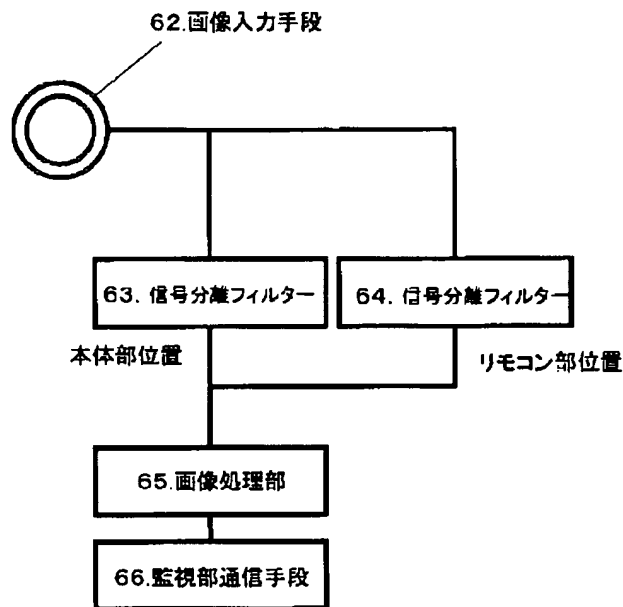 62.画像入力手段
63. 信号分離フィルター
64. 信号分離フィルター
本体部位置
リモコン部位置
65.画像処理部
66.監視部通信手段